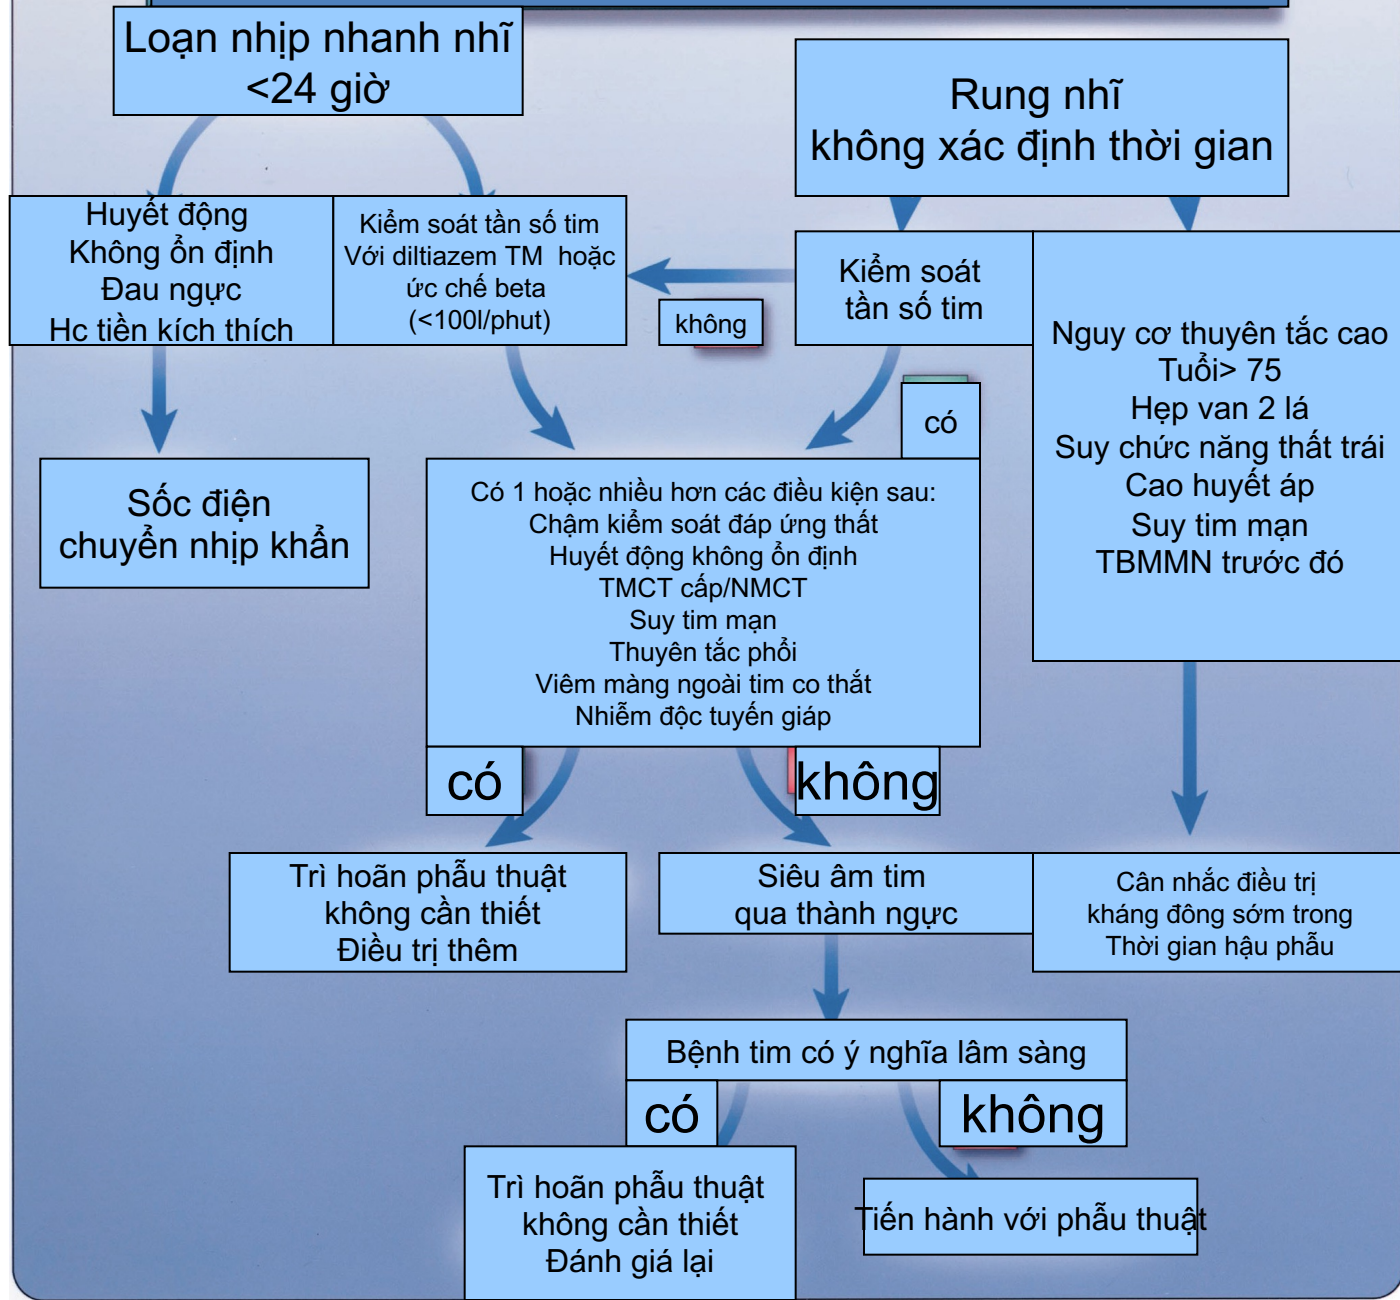 Loạn nhịp nhanh nhĩ
<24 giờ
Rung nhĩ
không xác định thời gian
Huyết động
Không ổn định
Đau ngực
Hc tiền kích thích
Kiểm soát tần số tim
Với diltiazem TM hoặc
ức chế beta
(<100l/phut)
không
Kiểm soát
tần số tim
có
Nguy cơ thuyên tắc cao
Tuổi> 75
Hẹp van 2 lá
Suy chức năng thất trái
Cao huyết áp
Suy tim mạn
TBMMN trước đó
Sốc điện
chuyển nhịp khẩn
Có 1 hoặc nhiều hơn các điều kiện sau:
Chậm kiểm soát đáp ứng thất
Huyết động không ổn định
TMCT cấp/NMCT
Suy tim mạn
Thuyên tắc phổi
Viêm màng ngoài tim co thắt
Nhiễm độc tuyến giáp
có
không
Trì hoãn phẫu thuật
không cần thiết
Điều trị thêm
Siêu âm tim
qua thành ngực
Cân nhắc điều trị
kháng đông sớm trong
Thời gian hậu phẫu
Bệnh tim có ý nghĩa lâm sàng
có
không
Trì hoãn phẫu thuật
không cần thiết
Đánh giá lại
Tiến hành với phẫu thuật